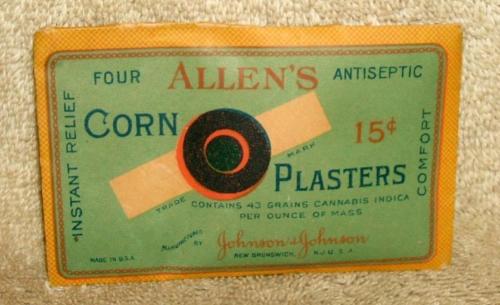 FOUR ALLEN'S ANTISEPTIC
INSTANT RELIEF
CORN
15¢
COMFORT
TRADE MARK
PLASTERS
CONTAINS 43 GRAINS CANNABIS INDICA
PER OUNCE OF MASS
MANUFACTURED
BY Johnson & Johnson
MADE IN U.S.A.
NEW BRUNSWICK, N.J. U.S.A.